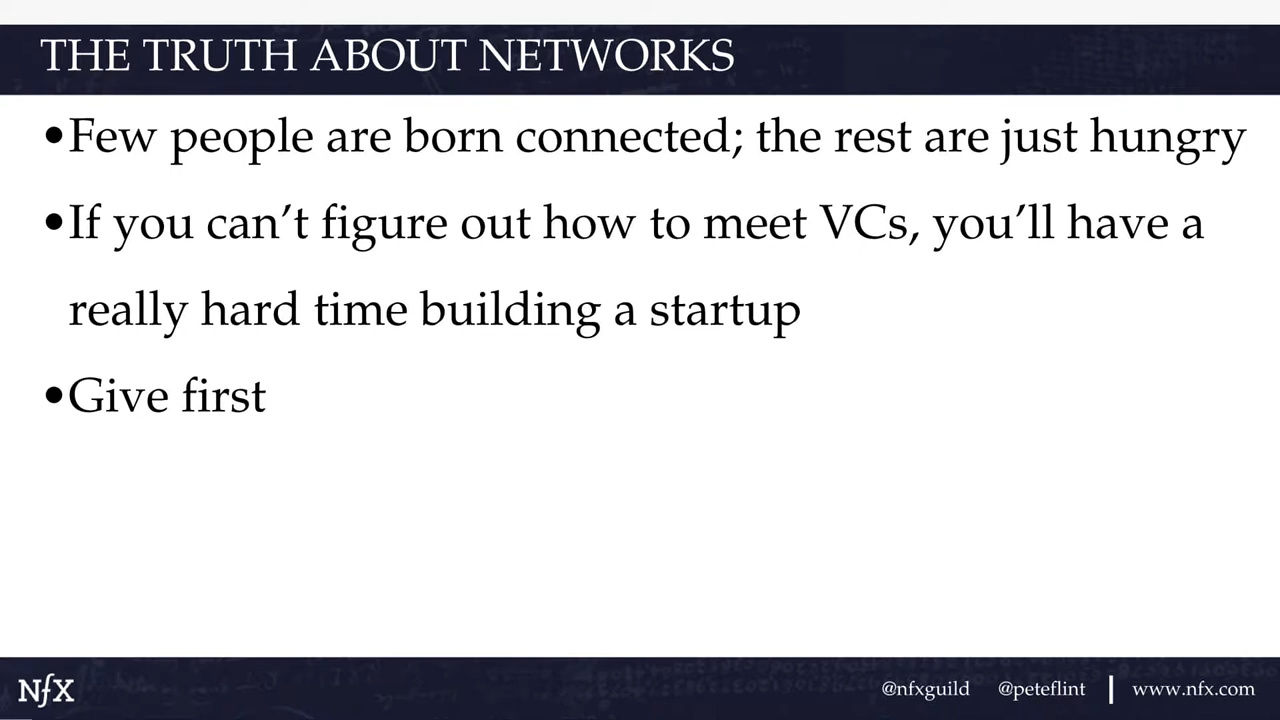 THE TRUTH ABOUT NETWORKS
•Few people are born connected; the rest are just hungry
•If you can’t figure out how to meet VCs, you’ll have a
really hard time building a startup
•Give first
NfX
@nfxguild @peteflint | www.nfx.com